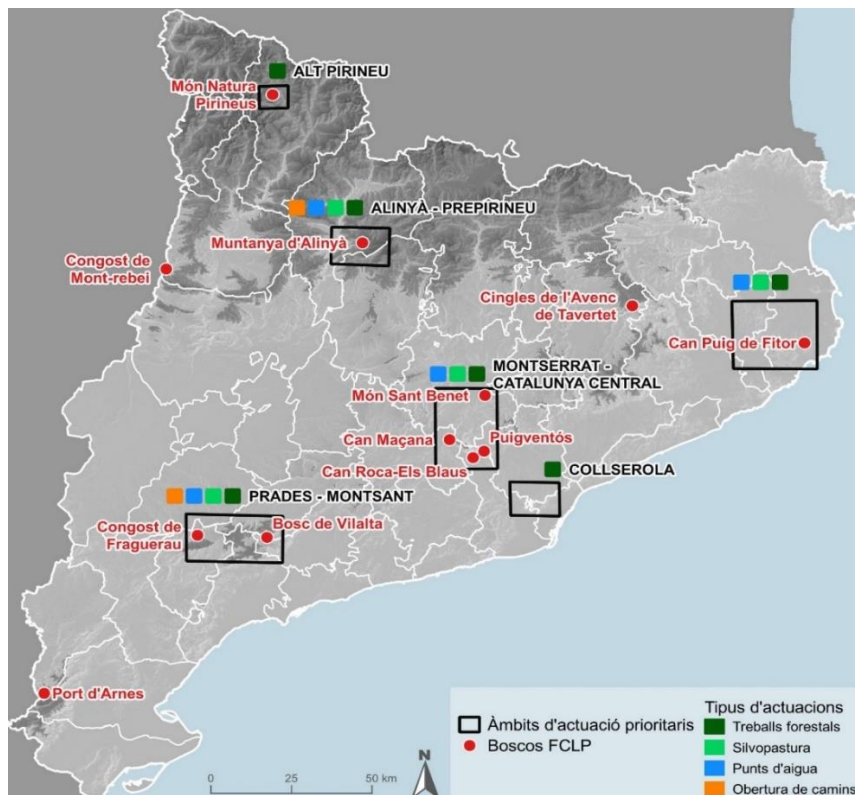 ALT PIRINEU
Món Natura
Pirineus
ALINYÀ - PREPIRINEU
Muntanya d'Alinyà
Congost de
Mont-rebei
Cingles de l'Avenc
de Tavertet
Can Puig de Fitor
MONTSERRAT -
CATALUNYA CENTRAL
Món Sant Benet
Can Maçana
Puigventós
Can Roca-Els Blaus
COLLSEROLA
PRADES - MONTSANT
Congost de
Fraguerau
Bosc de Vilalta
Port d'Arnes
Àmbits d'actuació prioritaris
Boscos FCLP
Tipus d'actuacions
Treballs forestals
Silvopastura
Punts d'aigua
Obertura de camins
N
0 25 50 km